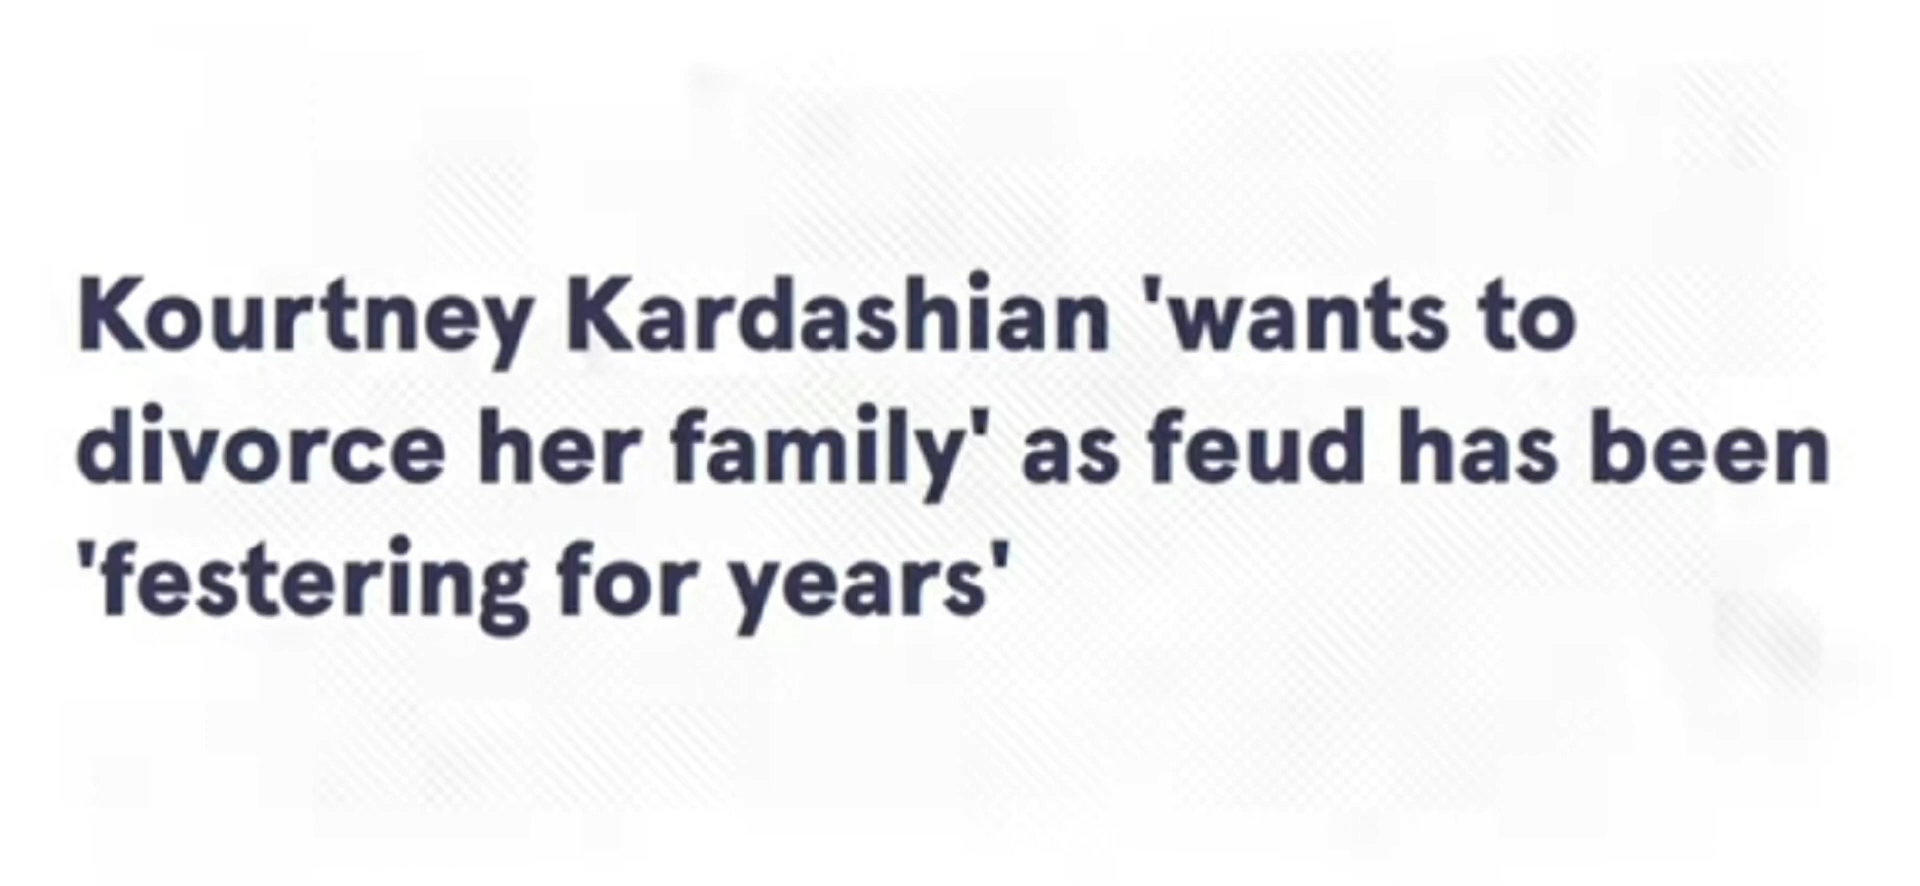 Kourtney Kardashian 'wants to
divorce her family' as feud has been
'festering for years'